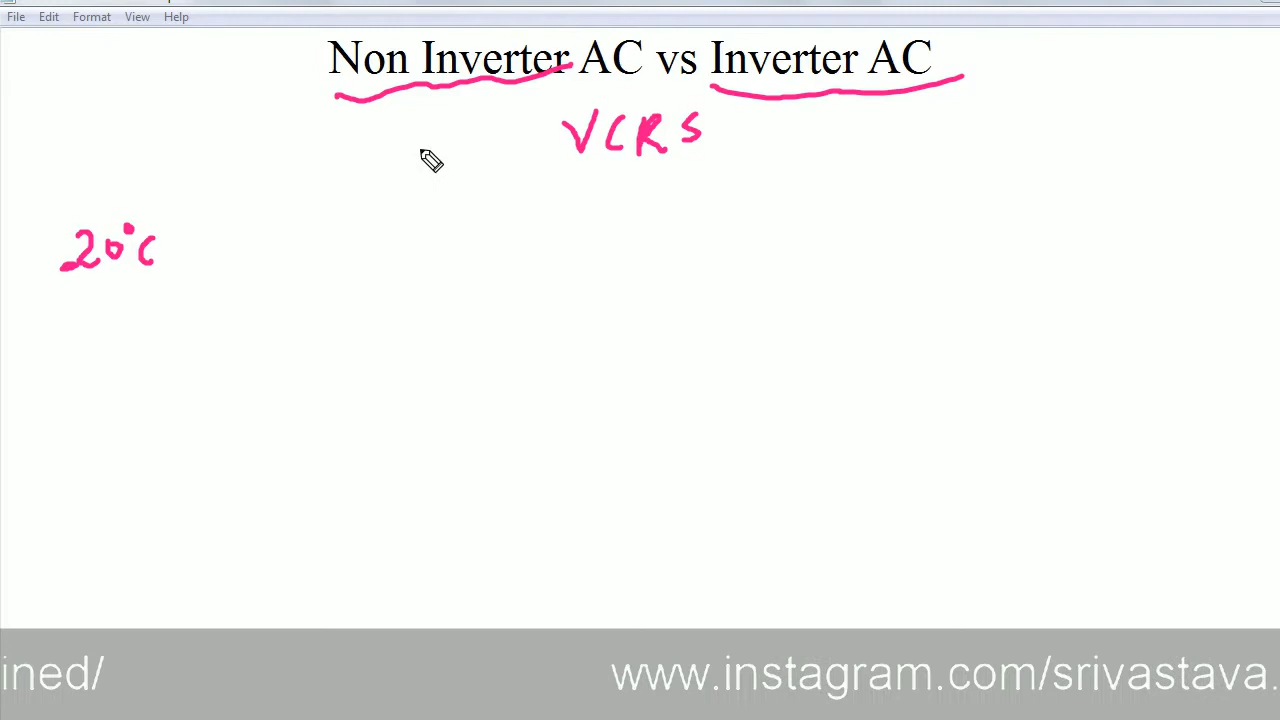 File Edit Format View Help
Non Inverter AC vs Inverter AC
VCRS
20°C
ined/ www.instagram.com/srivastava.